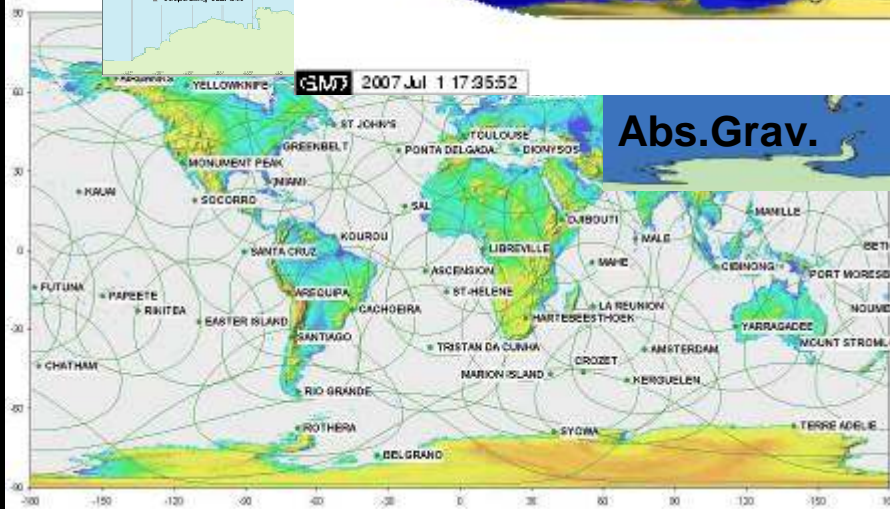 YELLOWKNIFE
GMD 2007 Jul 1 17:35:52
Abs.Grav.
60
ST JOHN'S
TOULOUSE
GREENBELT
PONTA DELGADA
DIONYSOS
MONUMENT PEAK
30
MIAMI
KAUAI
SOCORRO
SAL
MANILLE
DJIBOUTI
KOUROU
MALE
0
SANTA CRUZ
LIBREVILLE
MAHE
CIBINONG
ASCENSION
PORT MORESB
FUTUNA
PAPEETE
AREQUIPA
ST-HELENE
RIKITEA
CACHOEIRA
LA REUNION
NOUME
EASTER ISLAND
HARTEBEESTHOEK
-30
SANTIAGO
YARRAGADEE
TRISTAN DA CUNHA
AMSTERDAM
MOUNT STROML
CHATHAM
CROZET
MARION ISLAND
KERGUELEN
RIO GRANDE
-60
ROTHERA
SYOWA
TERRE ADELIE
BELGRANO
-90
-180 -150 -120 -90 -60 -30 0 30 60 90 120 150